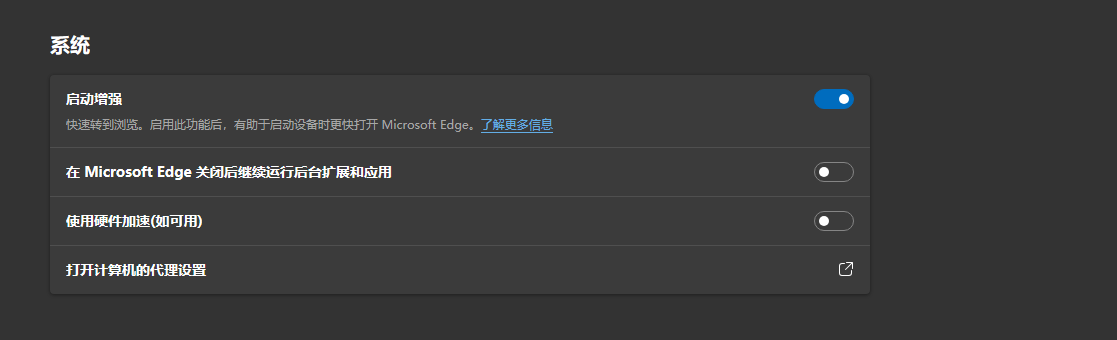 系统
启动增强
快速转到浏览。启用此功能后，有助于启动设备时更快打开 Microsoft Edge。了解更多信息
在 Microsoft Edge 关闭后继续运行后台扩展和应用
使用硬件加速(如可用)
打开计算机的代理设置